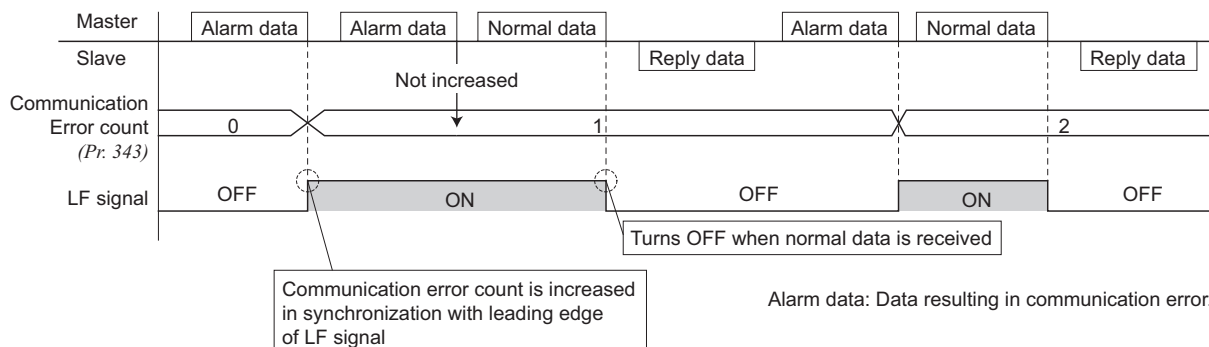 Master Alarm data Alarm data Normal data Alarm data Normal data
Slave Reply data Reply data
Not increased
Communication
Error count 0 1 2
(Pr. 343)
LF signal OFF ON OFF ON OFF
Turns OFF when normal data is received
Communication error count is increased
in synchronization with leading edge
of LF signal
Alarm data: Data resulting in communication error.